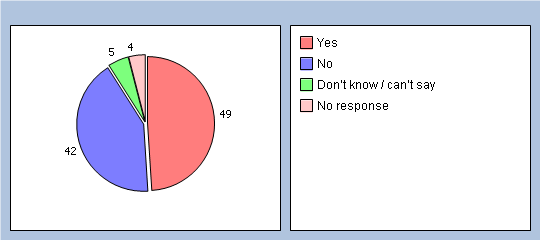 5
4
49
42
Yes
No
Don't know / can't say
No response